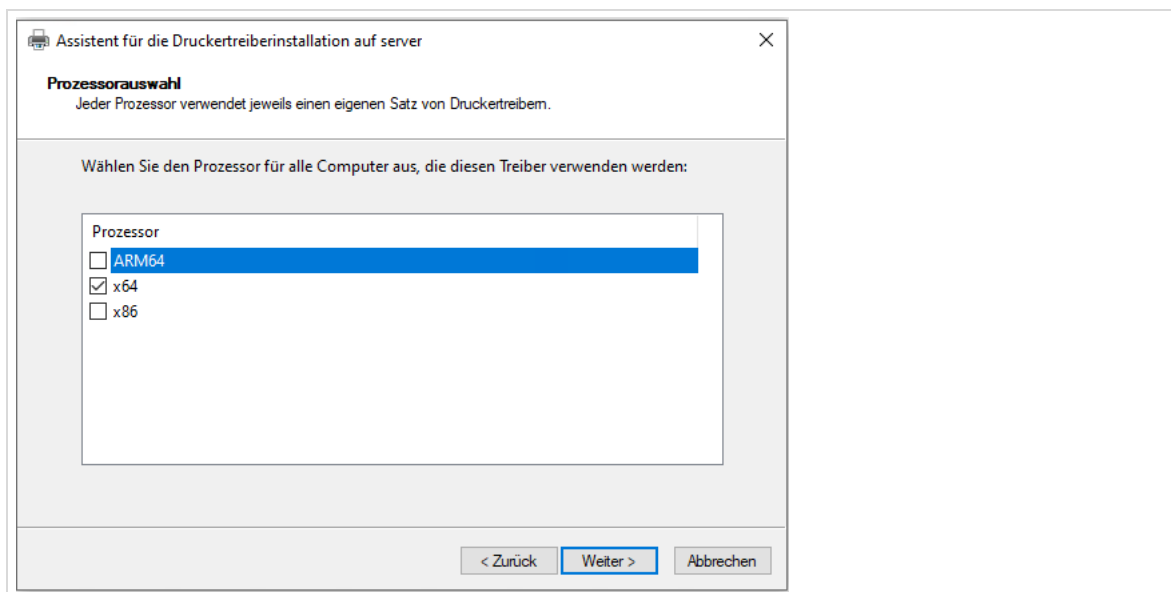 Assistent für die Druckertreiberinstallation auf server
Prozessorauswahl
Jeder Prozessor verwendet jeweils einen eigenen Satz von Druckertreibern.
Wählen Sie den Prozessor für alle Computer aus, die diesen Treiber verwenden werden:
Prozessor
ARM64
x64
x86
< Zurück Weiter > Abbrechen